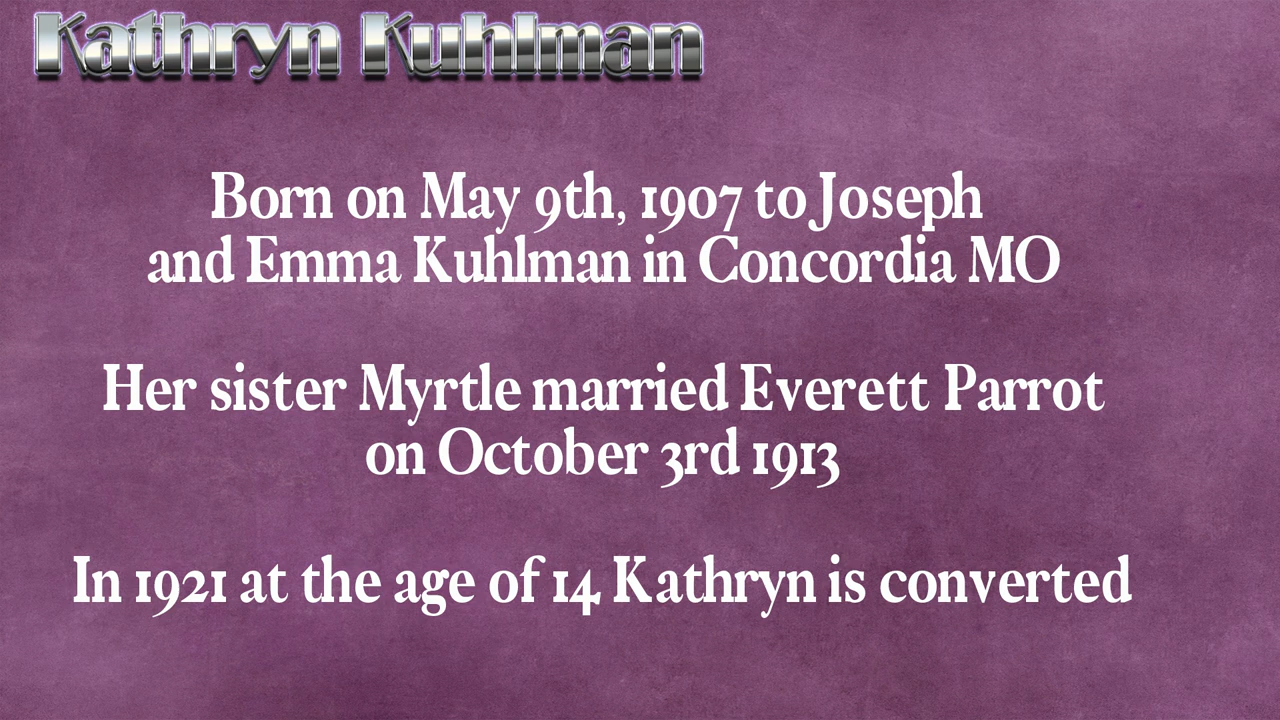 Kathryn Kuhlman
Born on May 9th, 1907 to Joseph
and Emma Kuhlman in Concordia MO
Her sister Myrtle married Everett Parrot
on October 3rd 1913
In 1921 at the age of 14 Kathryn is converted